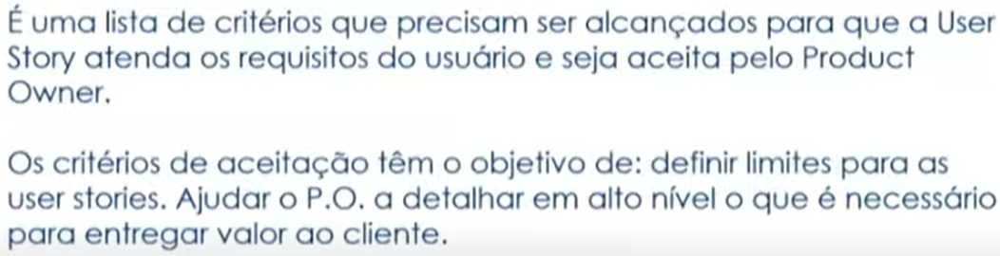 É uma lista de critérios que precisam ser alcançados para que a User
Story atenda os requisitos do usuário e seja aceita pelo Product
Owner.
Os critérios de aceitação têm o objetivo de: definir limites para as
user stories. Ajudar o P.O. a detalhar em alto nível o que é necessário
para entregar valor ao cliente.